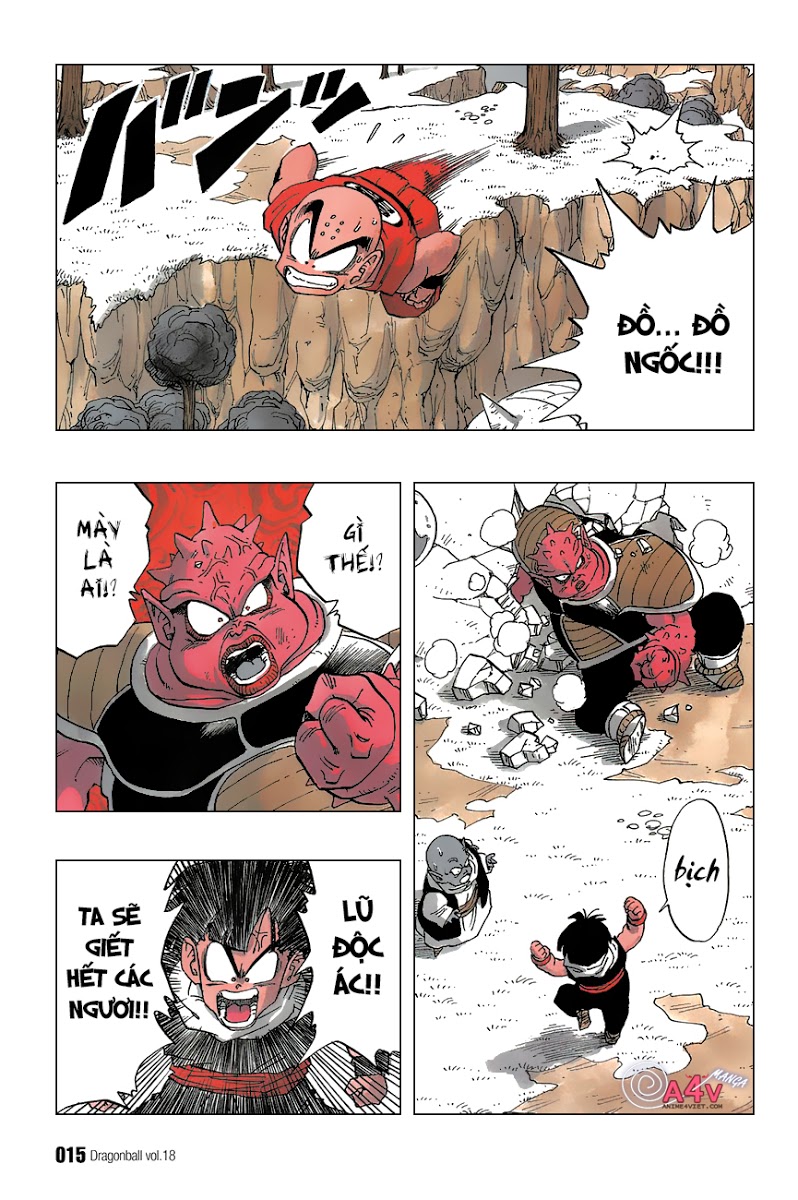 バンッ
ĐỒ... ĐỒ
NGỐC!!!
MÀY
LÀ
AI!?
GÌ
THẾ!?
bịch
TA SẼ
GIẾT
HẾT CÁC
NGƯƠI!!
LŨ
ĐỘC
ÁC!!
A4V
MANGA
ANIME4VIET.COM
015 Dragonball vol.18